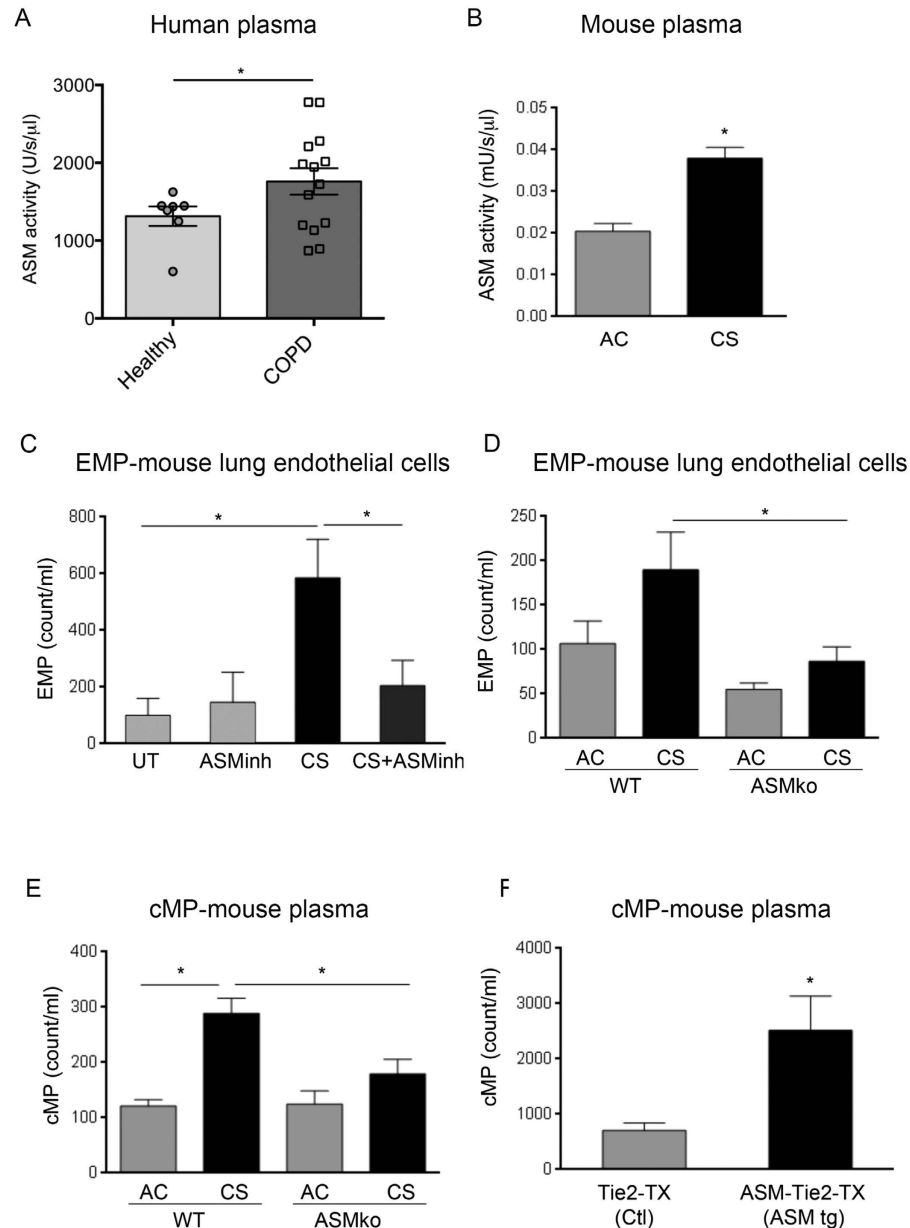 A
Human plasma
*
ASM activity (U/s/µl)
3000
2000
1000
0
Healthy
COPD
B
Mouse plasma
ASM activity (mU/s/µl)
0.05
0.04
0.03
0.02
0.01
0.00
*
AC CS
C
EMP-mouse lung endothelial cells
EMP (count/ml)
800
600
400
200
0
* *
UT ASMinh CS CS+ASMinh
D
EMP-mouse lung endothelial cells
EMP (count/ml)
250
200
150
100
50
0
*
AC CS AC CS
WT ASMko
E
cMP-mouse plasma
cMP (count/ml)
400
300
200
100
0
* *
AC CS AC CS
WT ASMko
F
cMP-mouse plasma
cMP (count/ml)
4000
3000
2000
1000
0
*
Tie2-TX ASM-Tie2-TX
(Ctl) (ASM tg)